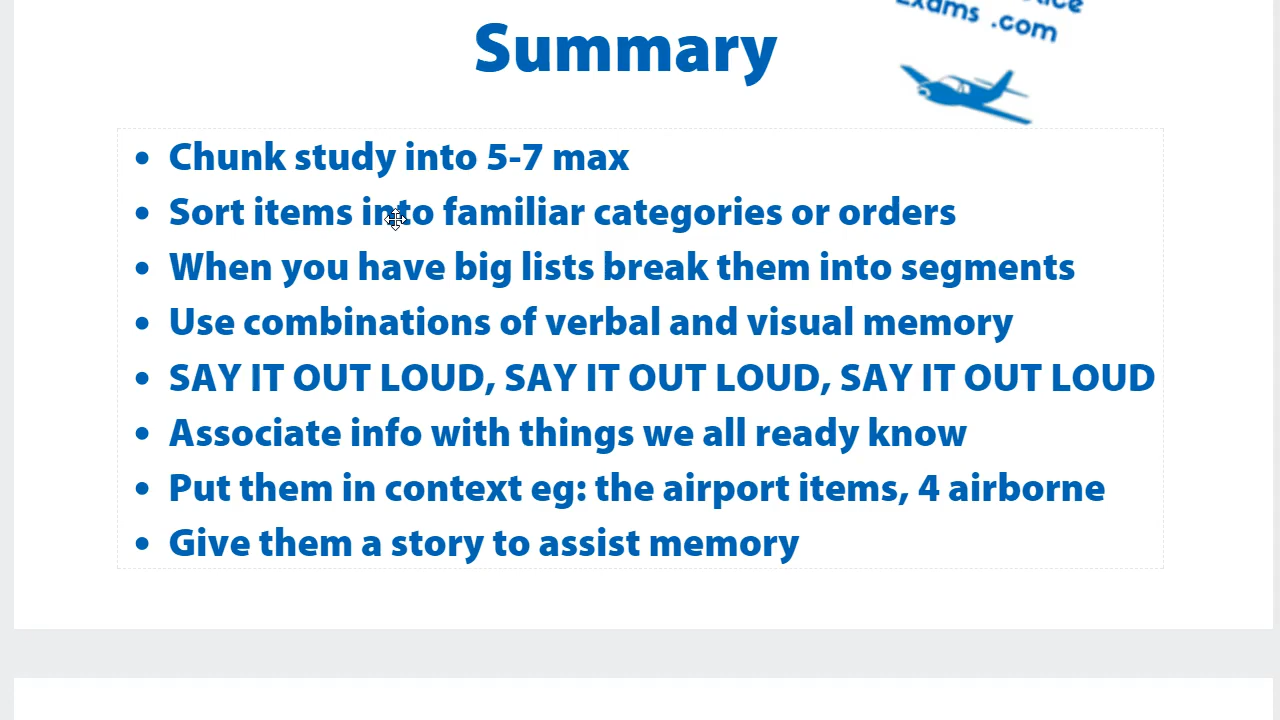 Exams .com
Summary
• Chunk study into 5-7 max
• Sort items into familiar categories or orders
• When you have big lists break them into segments
• Use combinations of verbal and visual memory
• SAY IT OUT LOUD, SAY IT OUT LOUD, SAY IT OUT LOUD
• Associate info with things we all ready know
• Put them in context eg: the airport items, 4 airborne
• Give them a story to assist memory